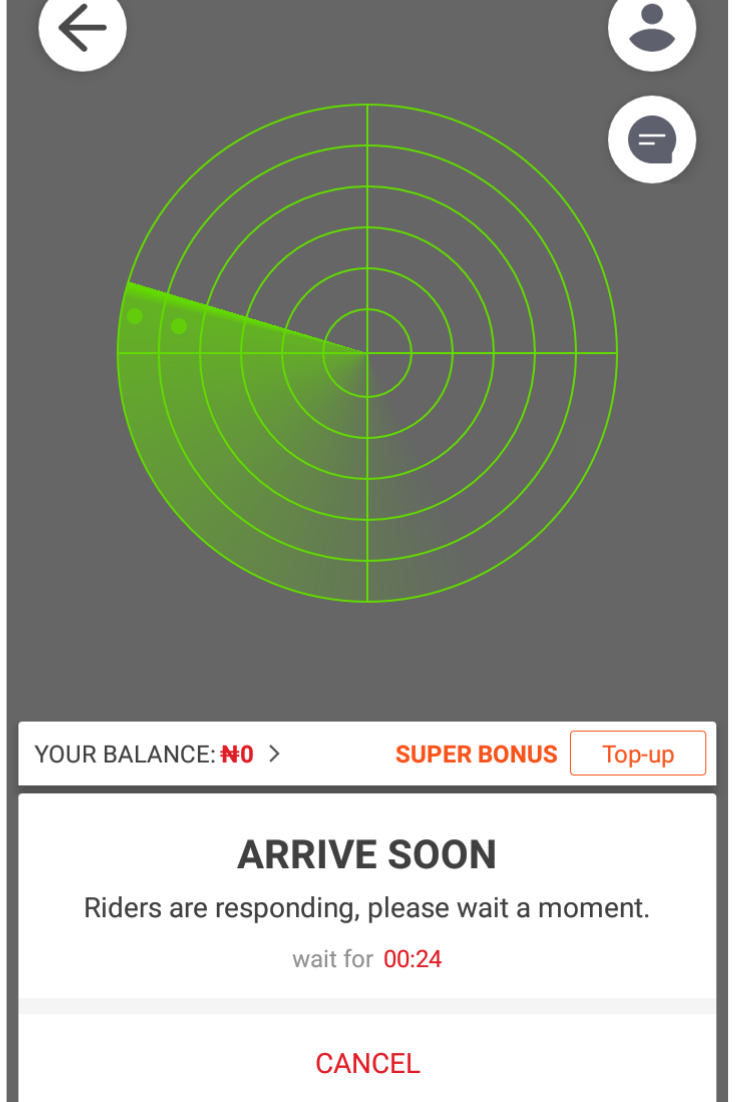 YOUR BALANCE: ₦0 SUPER BONUS Top-up
ARRIVE SOON
Riders are responding, please wait a moment.
wait for 00:24
CANCEL